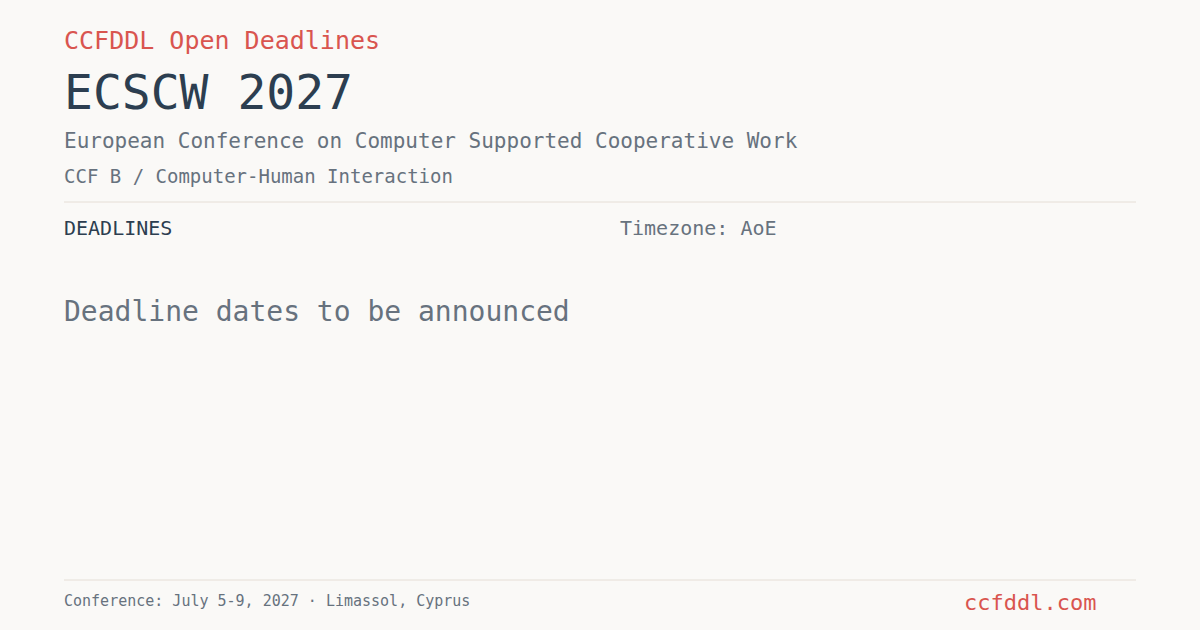 CCFDDL Open Deadlines
ECSCW 2027
European Conference on Computer Supported Cooperative Work
CCF B / Computer-Human Interaction
DEADLINES
Timezone: AoE
Deadline dates to be announced
Conference: July 5-9, 2027 · Limassol, Cyprus
ccfddl.com